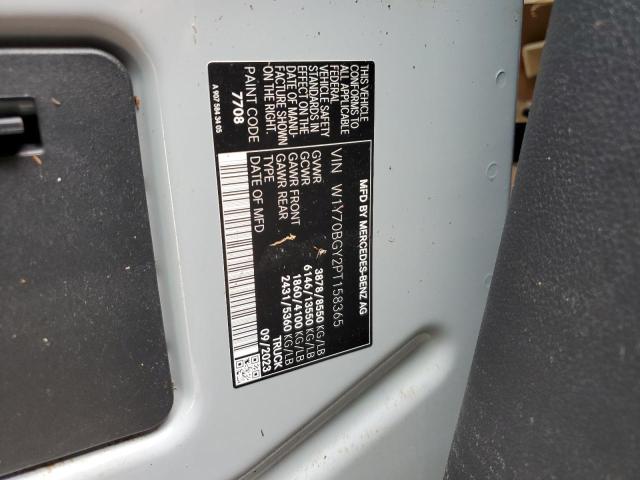 MFD BY MERCEDES-BENZ AG
VIN W1Y70BGY2PT158365
GVWR 3878/8550 KG/LB
GCWR 6146/13550 KG/LB
GAWR FRONT 1860/4100 KG/LB
GAWR REAR 2431/5360 KG/LB
TYPE TRUCK
DATE OF MFD 09/2023
THIS VEHICLE
CONFORMS TO
ALL APPLICABLE
FEDERAL
VEHICLE SAFETY
STANDARDS IN
EFFECT ON THE
DATE OF MANU-
FACTURE SHOWN
ON THE RIGHT.
PAINT CODE
7708
A 907 584 34 05